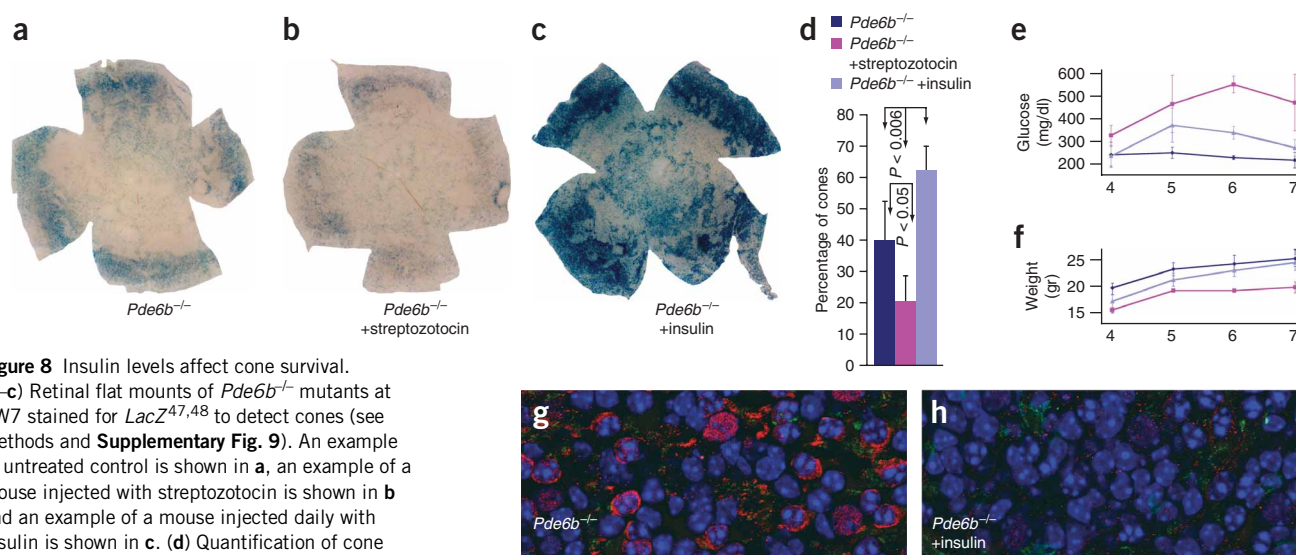 a
b
c
d
e
f
g
h
Pde6b–/–
Pde6b–/–
+streptozotocin
Pde6b–/–
+insulin
Pde6b–/–
Pde6b–/–
+streptozotocin
Pde6b–/– +insulin
Percentage of cones
80
70
60
50
40
30
20
10
0
P < 0.006
P < 0.05
Glucose
(mg/dl)
600
500
400
300
200
4 5 6 7
Weight
(gr)
25
20
15
4 5 6 7
gure 8 Insulin levels affect cone survival.
–c) Retinal flat mounts of Pde6b–/– mutants at
W7 stained for LacZ47,48 to detect cones (see
ethods and Supplementary Fig. 9). An example
untreated control is shown in a, an example of a
ouse injected with streptozotocin is shown in b
nd an example of a mouse injected daily with
sulin is shown in c. (d) Quantification of cone
Pde6b–/–
Pde6b–/–
+insulin